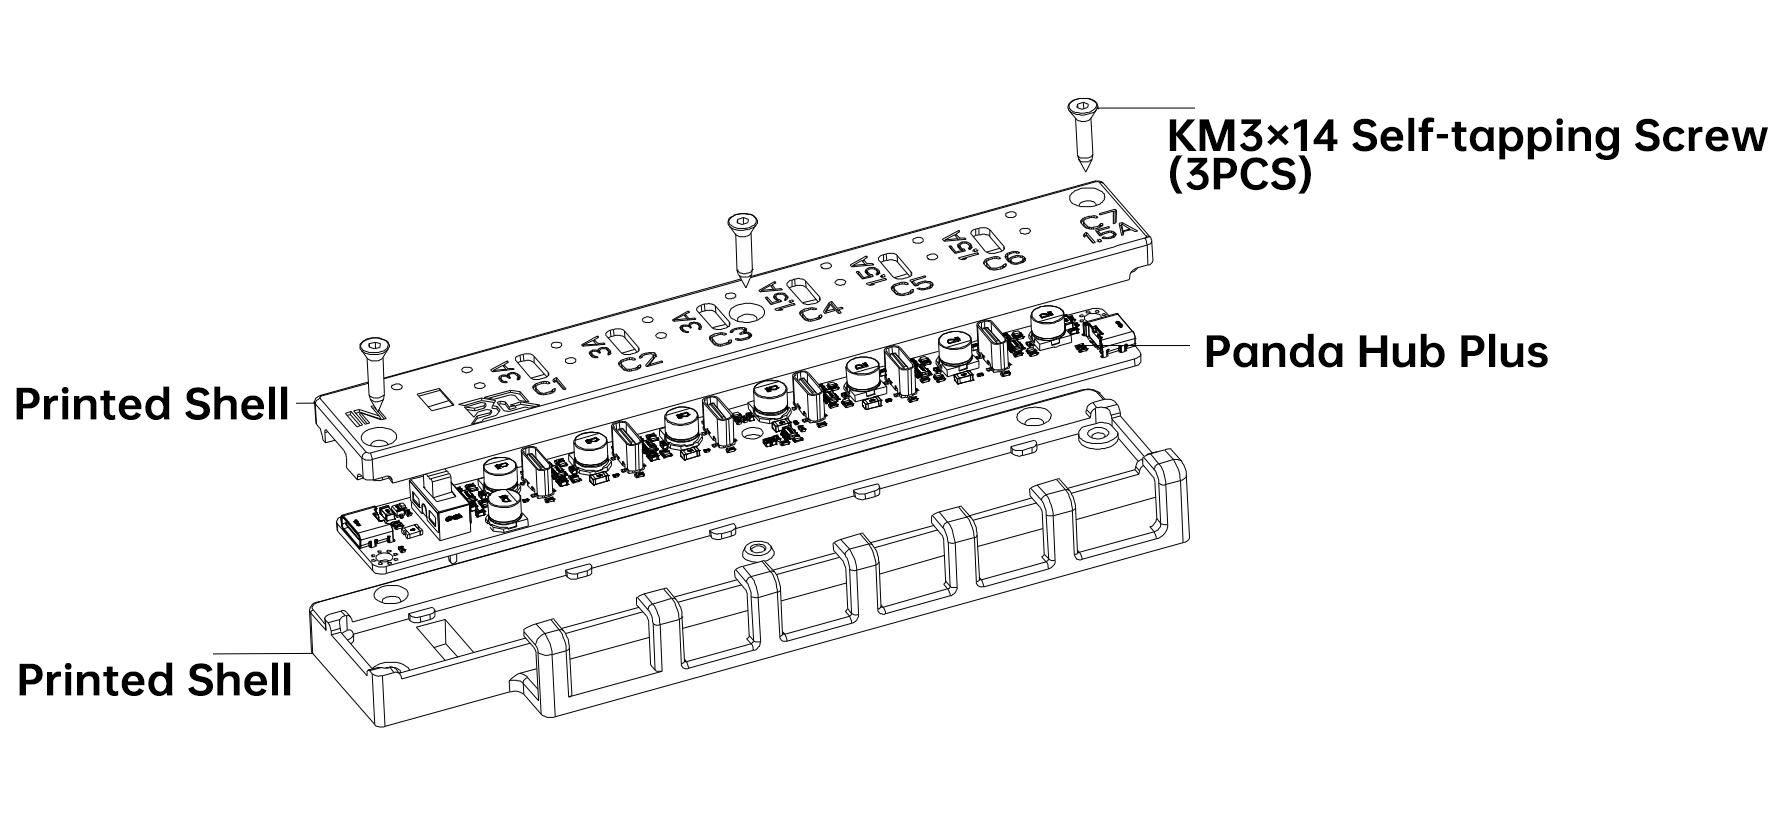 KM3×14 Self-tapping Screw
(3PCS)
C7
1.5A
1.5A
C6
1.5A
C5
1.5A
C4
3A
C3
3A
C2
3A
C1
IN
Panda Hub Plus
Printed Shell
Printed Shell